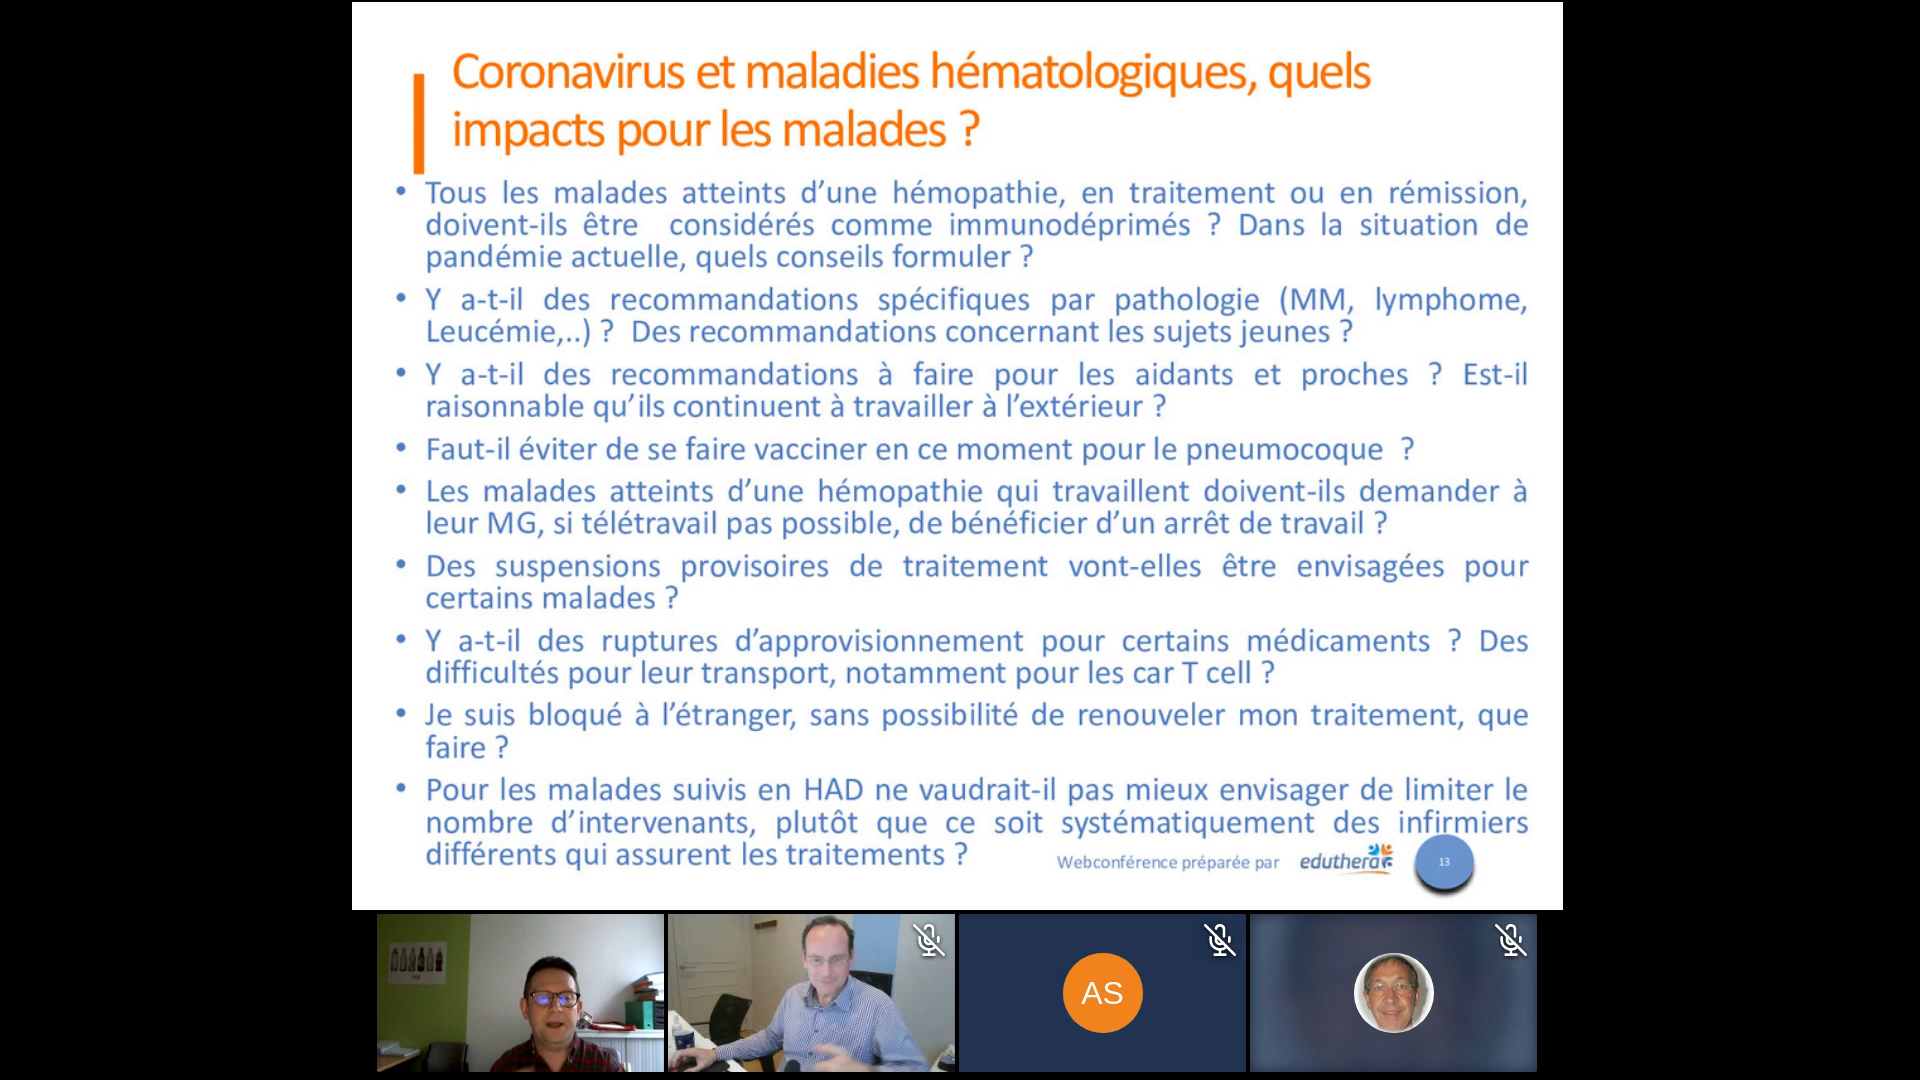 Coronavirus et maladies hématologiques, quels
impacts pour les malades ?
• Tous les malades atteints d’une hémopathie, en traitement ou en rémission,
doivent-ils être considérés comme immunodéprimés ? Dans la situation de
pandémie actuelle, quels conseils formuler ?
• Y a-t-il des recommandations spécifiques par pathologie (MM, lymphome,
Leucémie,..) ? Des recommandations concernant les sujets jeunes ?
• Y a-t-il des recommandations à faire pour les aidants et proches ? Est-il
raisonnable qu’ils continuent à travailler à l’extérieur ?
• Faut-il éviter de se faire vacciner en ce moment pour le pneumocoque ?
• Les malades atteints d’une hémopathie qui travaillent doivent-ils demander à
leur MG, si télétravail pas possible, de bénéficier d’un arrêt de travail ?
• Des suspensions provisoires de traitement vont-elles être envisagées pour
certains malades ?
• Y a-t-il des ruptures d’approvisionnement pour certains médicaments ? Des
difficultés pour leur transport, notamment pour les car T cell ?
• Je suis bloqué à l’étranger, sans possibilité de renouveler mon traitement, que
faire ?
• Pour les malades suivis en HAD ne vaudrait-il pas mieux envisager de limiter le
nombre d’intervenants, plutôt que ce soit systématiquement des infirmiers
différents qui assurent les traitements ?
Webconférence préparée par eduthera 13
AS